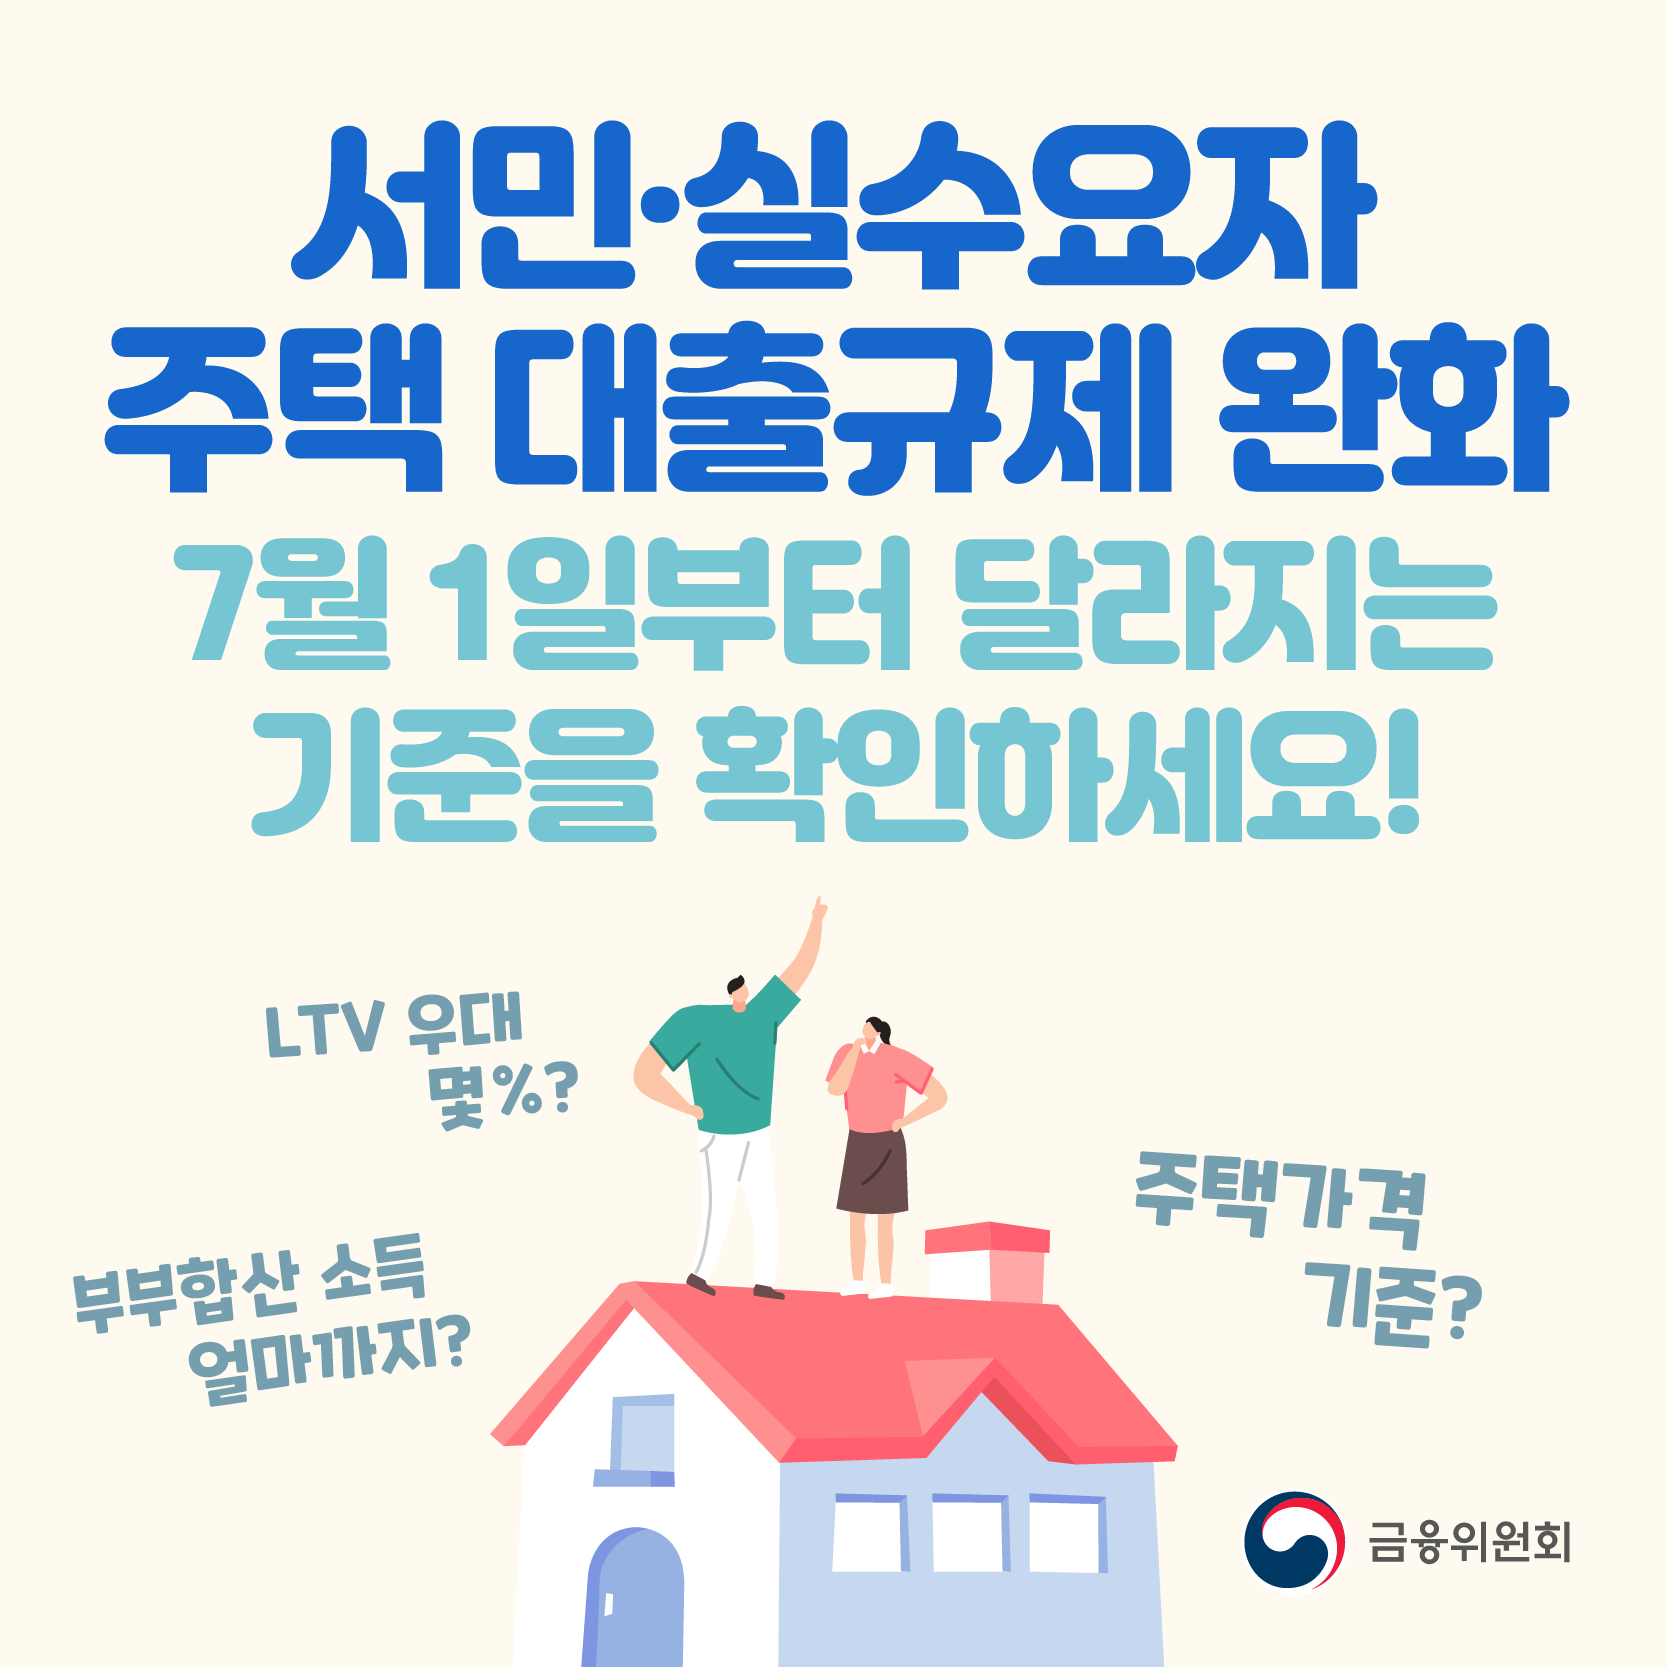 서민·실수요자
주택 대출규제 완화
7월 1일부터 달라지는
기준을 확인하세요!
LTV 우대
몇%?
주택가격
기준?
부부합산 소득
얼마까지?
금융위원회